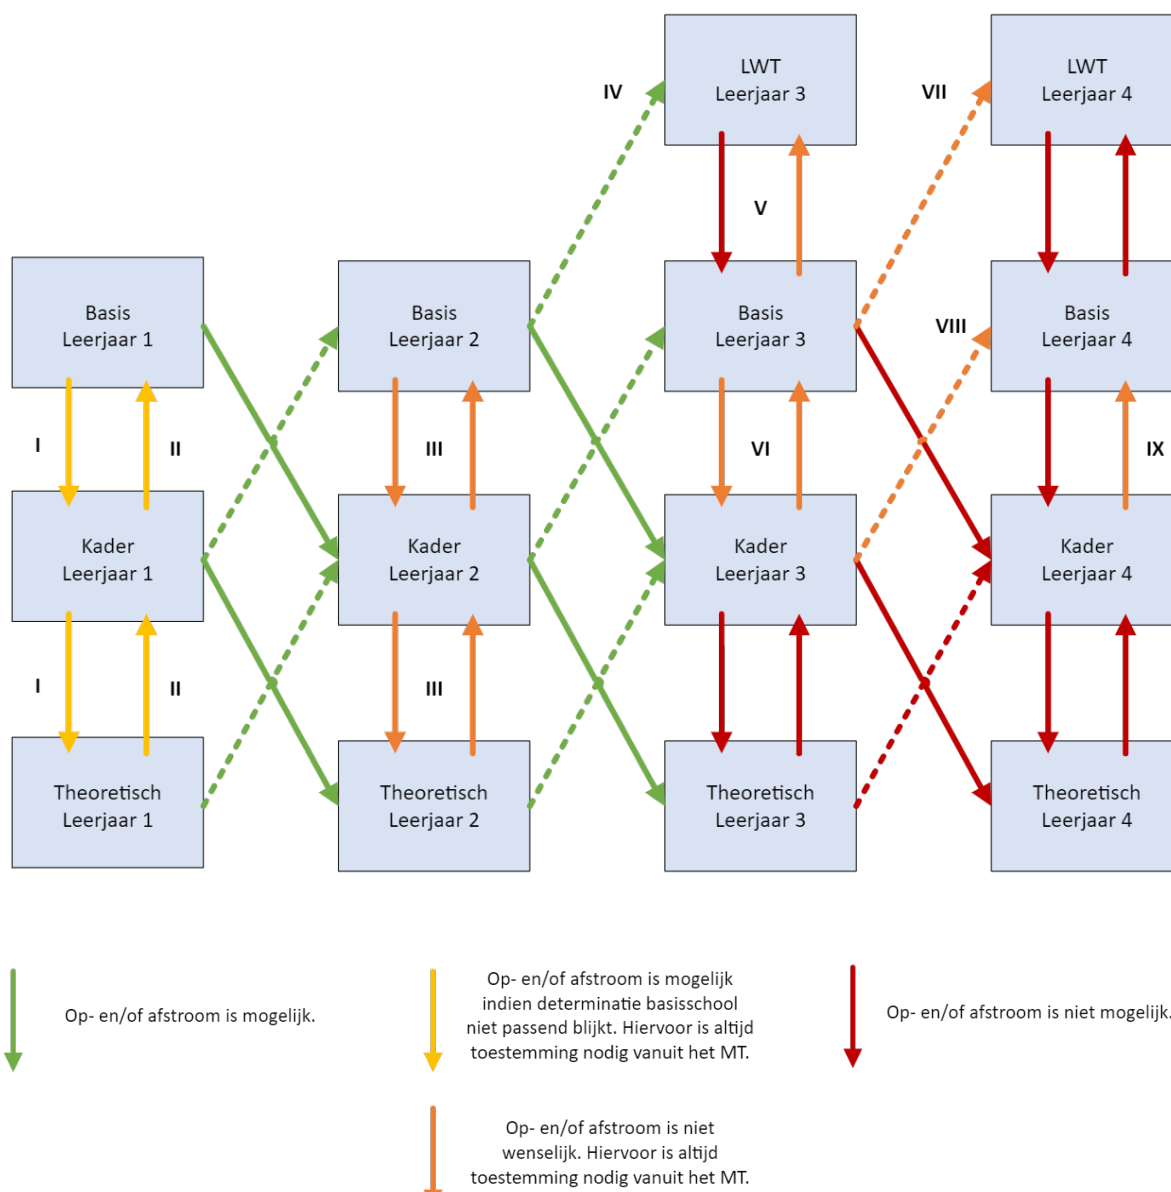 IV
LWT
Leerjaar 3
VII
LWT
Leerjaar 4
V
Basis
Leerjaar 1
Basis
Leerjaar 2
Basis
Leerjaar 3
VIII
Basis
Leerjaar 4
I
II
III
VI
IX
Kader
Leerjaar 1
Kader
Leerjaar 2
Kader
Leerjaar 3
Kader
Leerjaar 4
I
II
III
Theoretisch
Leerjaar 1
Theoretisch
Leerjaar 2
Theoretisch
Leerjaar 3
Theoretisch
Leerjaar 4
Op- en/of afstroom is mogelijk.
Op- en/of afstroom is mogelijk
indien determinatie basisschool
niet passend blijkt. Hiervoor is altijd
toestemming nodig vanuit het MT.
Op- en/of afstroom is niet mogelijk.
Op- en/of afstroom is niet
wenselijk. Hiervoor is altijd
toestemming nodig vanuit het MT.